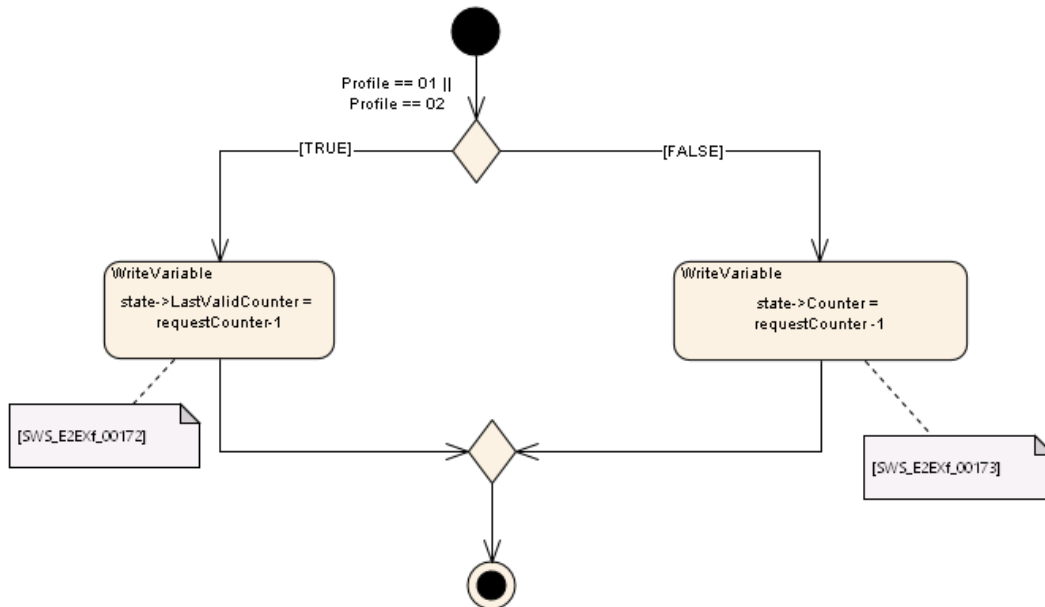 Profile == 01 ||
Profile == 02
[TRUE]
[FALSE]
WriteVariable
state->LastValidCounter =
requestCounter-1
WriteVariable
state->Counter =
requestCounter -1
[SWS_E2EXf_00172]
[SWS_E2EXf_00173]